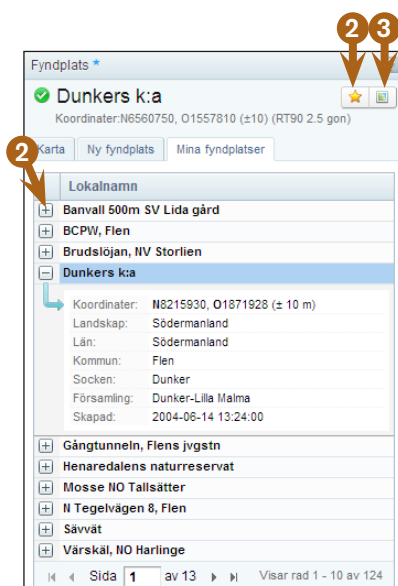 2 3
Fyndplats *
Dunkers k:a
Koordinater:N6560750, O1557810 (±10) (RT90 2.5 gon)
2
Karta Ny fyndplats Mina fyndplatser
Lokalnamn
Banvall 500m SV Lida gård
BCPW, Flen
Brudslöjan, NV Storlien
Dunkers k:a
Koordinater: N8215930, O1871928 (± 10 m)
Landskap: Södermanland
Län: Södermanland
Kommun: Flen
Socken: Dunker
Församling: Dunker-Lilla Malma
Skapad: 2004-06-14 13:24:00
Gångtunneln, Flens jvgstn
Henaredalens naturreservat
Mosse NO Tallsätter
N Tegelvägen 8, Flen
Sävvät
Värskäl, NO Harlinge
Sida 1 av 13 Visar rad 1 - 10 av 124